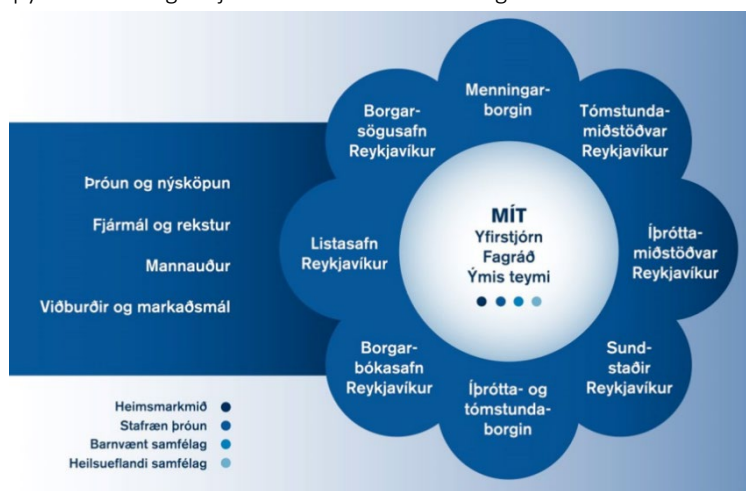 Menningar-
borgin
Borgar-
sögusafn
Reykjavíkur
Tómstunda-
miðstöðvar
Reykjavíkur
Þróun og nýsköpun
Fjármál og rekstur
Mannauður
Viðburðir og markaðsmál
Listasafn
Reykjavíkur
MÍT
Yfirstjórn
Fagráð
Ýmis teymi
Íþrótta-
miðstöðvar
Reykjavíkur
Borgar-
bókasafn
Reykjavíkur
Íþrótta- og
tómstunda-
borgin
Sund-
staðir
Reykjavíkur
Heimsmarkmið
Stafræn þróun
Barnvænt samfélag
Heilsueflandi samfélag